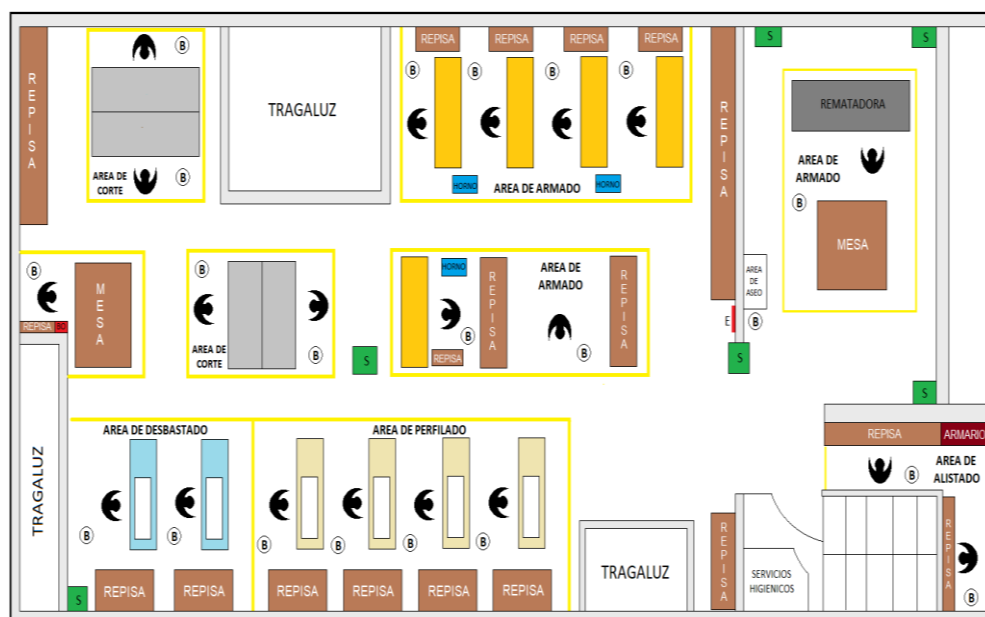 REPISA
B
B
AREA DE
CORTE
TRAGALUZ
REPISA
REPISA
REPISA
REPISA
B
B
B
B
HORNO
AREA DE ARMADO
HORNO
REPISA
S
S
REMATADORA
AREA DE
ARMADO
B
MESA
B
MESA
REPISA
BO
B
AREA DE
CORTE
B
S
HORNO
REPISA
AREA DE
ARMADO
REPISA
B
REPISA
B
AREA
DE
ASEO
E
B
S
S
TRAGALUZ
AREA DE DESBASTADO
B
B
S
REPISA
REPISA
AREA DE PERFILADO
B
B
B
B
REPISA
REPISA
REPISA
REPISA
TRAGALUZ
REPISA
SERVICIOS
HIGIENICOS
REPISA
ARMARIO
B
AREA DE
ALISTADO
REPISA
B